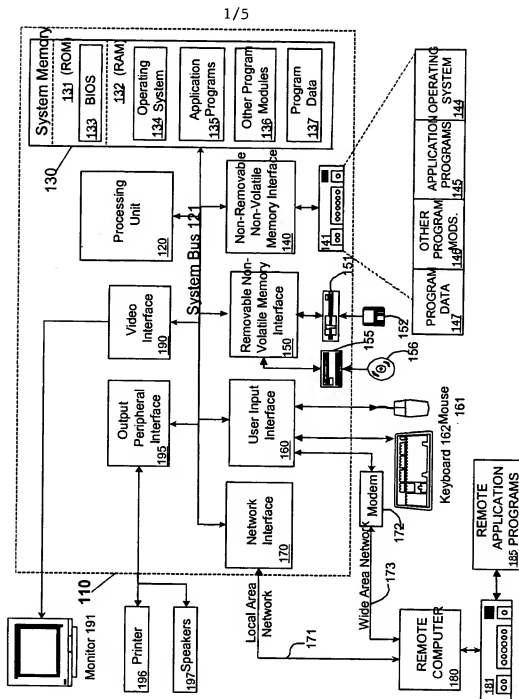 1/5
System Memory
131 (ROM)
BIOS
133
132 (RAM)
Operating
System
134
Application
Programs
135
Other Program
Modules
136
Program
Data
137
130
Processing
Unit
120
Video
Interface
190
Output
Peripheral
Interface
195
System Bus 121
Non-Removable
Non-Volatile
Memory Interface
140
Removable Non-
Volatile Memory
Interface
150
User Input
Interface
160
Network
Interface
170
110
Monitor 191
Printer
196
197 Speakers
141
151
152
155
156
Mouse
161
Keyboard 162
Modem
172
Local Area
Network
171
Wide Area Network
173
REMOTE
COMPUTER
180
181
REMOTE
APPLICATION
185 PROGRAMS
OPERATING
SYSTEM
144
APPLICATION
PROGRAMS
145
OTHER
PROGRAM
MODS.
146
PROGRAM
DATA
147